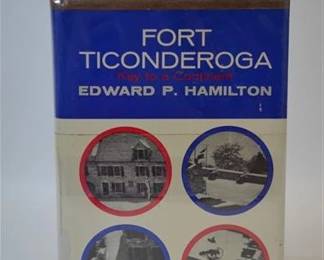 FORT
TICONDEROGA
Key to a Continent
EDWARD P. HAMILTON